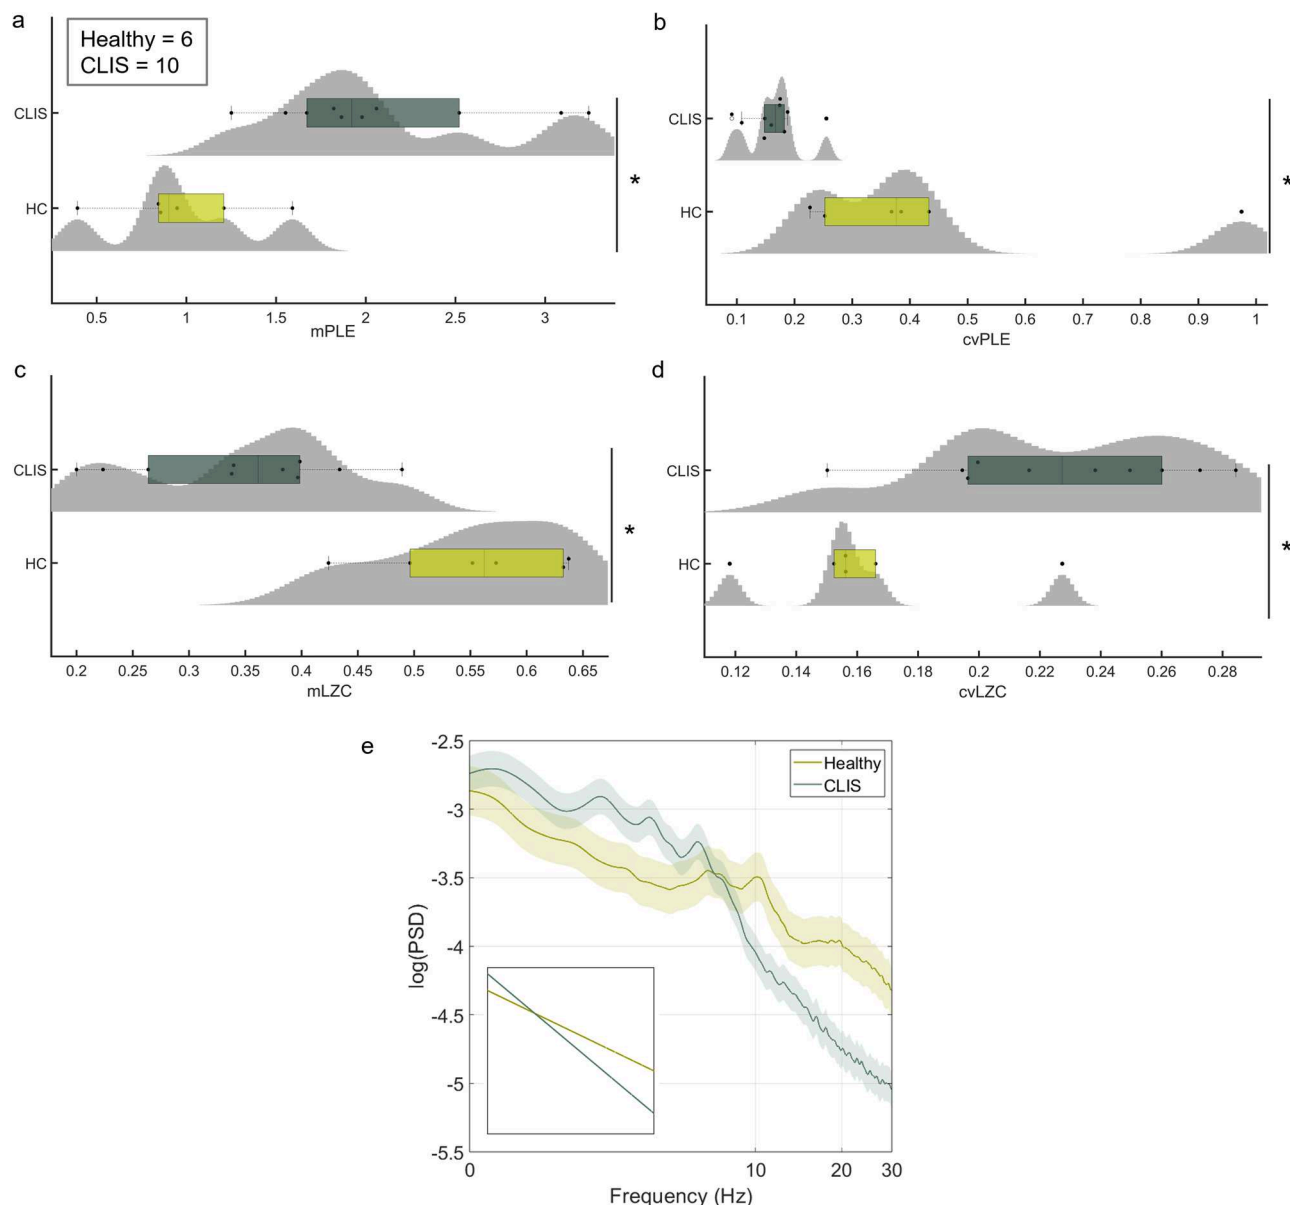 a
Healthy = 6
CLIS = 10
CLIS
HC
*
0.5 1 1.5 2 2.5 3
mPLE
b
CLIS
HC
*
0.1 0.2 0.3 0.4 0.5 0.6 0.7 0.8 0.9 1
cvPLE
c
CLIS
HC
*
0.2 0.25 0.3 0.35 0.4 0.45 0.5 0.55 0.6 0.65
mLZC
d
CLIS
HC
*
0.12 0.14 0.16 0.18 0.2 0.22 0.24 0.26 0.28
cvLZC
e
Healthy
CLIS
-2.5
-3
-3.5
-4
-4.5
-5
-5.5
log(PSD)
0 10 20 30
Frequency (Hz)